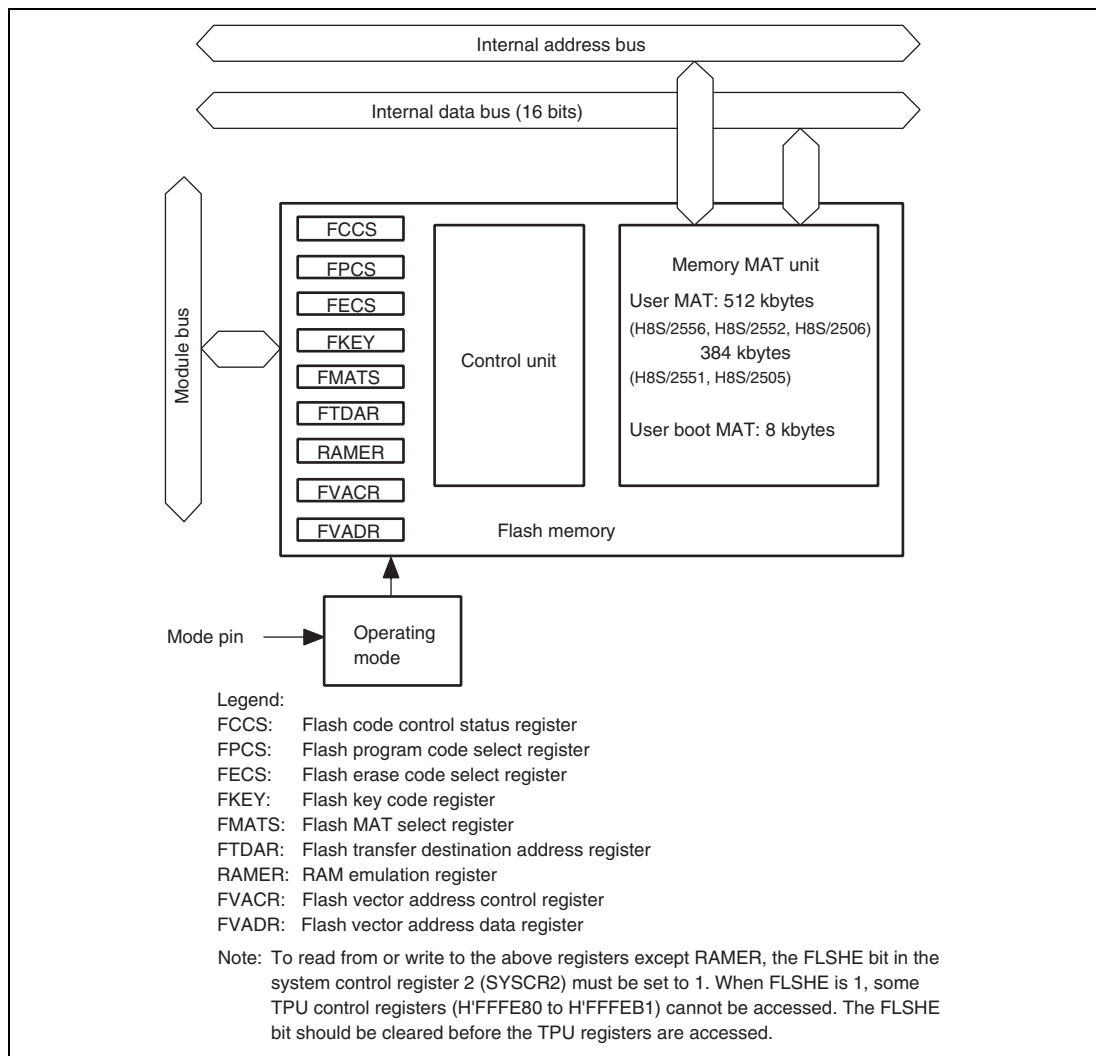 Internal address bus
Internal data bus (16 bits)
Module bus
FCCS
FPCS
FECS
FKEY
FMATS
FTDAR
RAMER
FVACR
FVADR
Control unit
Memory MAT unit
User MAT: 512 kbytes
(H8S/2556, H8S/2552, H8S/2506)
384 kbytes
(H8S/2551, H8S/2505)
User boot MAT: 8 kbytes
Flash memory
Mode pin
Operating
mode
Legend:
FCCS: Flash code control status register
FPCS: Flash program code select register
FECS: Flash erase code select register
FKEY: Flash key code register
FMATS: Flash MAT select register
FTDAR: Flash transfer destination address register
RAMER: RAM emulation register
FVACR: Flash vector address control register
FVADR: Flash vector address data register
Note: To read from or write to the above registers except RAMER, the FLSHE bit in the
system control register 2 (SYSCR2) must be set to 1. When FLSHE is 1, some
TPU control registers (H'FFFE80 to H'FFFEB1) cannot be accessed. The FLSHE
bit should be cleared before the TPU registers are accessed.